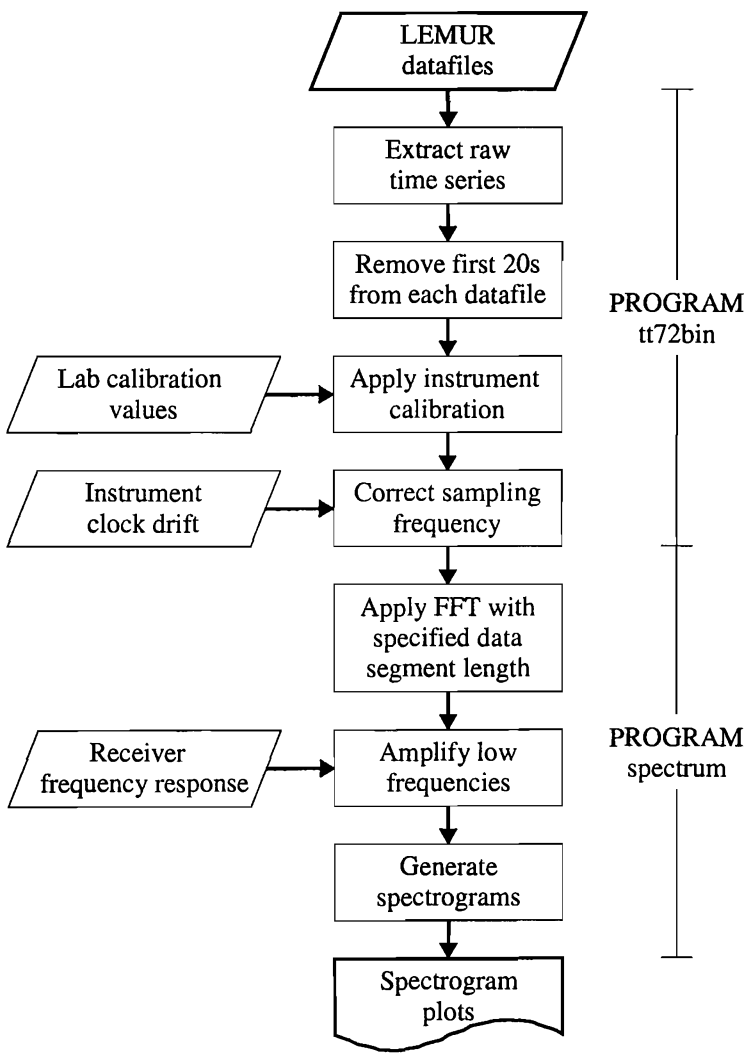 LEMUR
datafiles
Extract raw
time series
Remove first 20s
from each datafile
PROGRAM
tt72bin
Lab calibration
values
Apply instrument
calibration
Instrument
clock drift
Correct sampling
frequency
Apply FFT with
specified data
segment length
Receiver
frequency response
Amplify low
frequencies
PROGRAM
spectrum
Generate
spectrograms
Spectrogram
plots